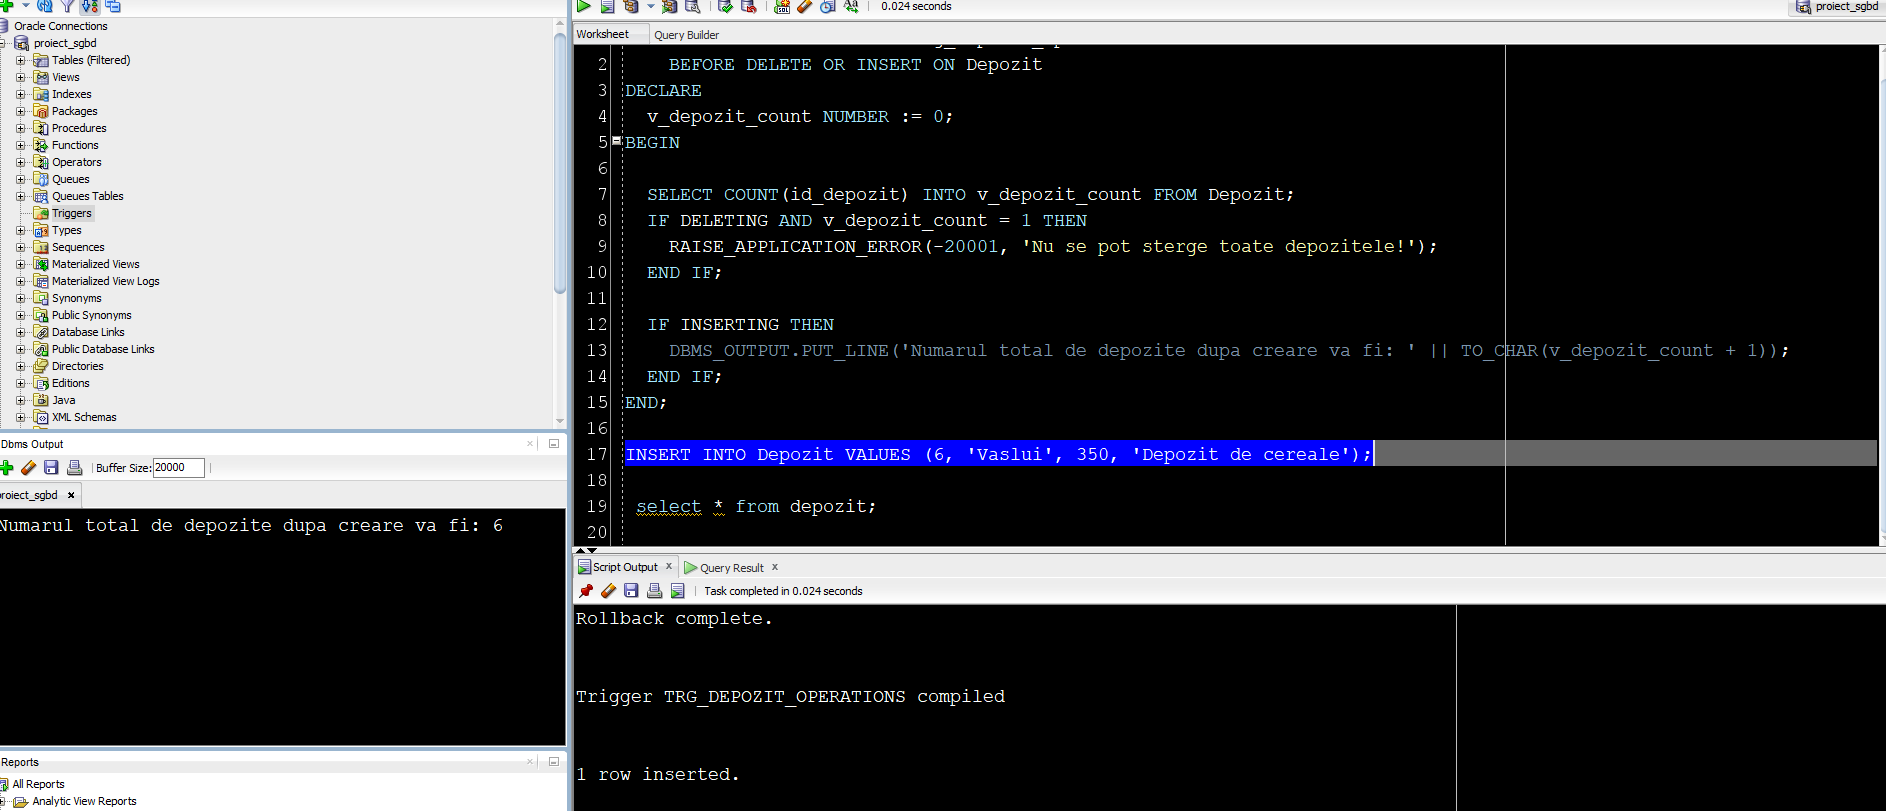 0.024 seconds
proiect_sgbd
Oracle Connections
proiect_sgbd
Tables (Filtered)
Views
Indexes
Packages
Procedures
Functions
Operators
Queues
Queues Tables
Triggers
Types
Sequences
Materialized Views
Materialized View Logs
Synonyms
Public Synonyms
Database Links
Public Database Links
Directories
Editions
Java
XML Schemas
Dbms Output
Buffer Size: 20000
proiect_sgbd
Numarul total de depozite dupa creare va fi: 6
Reports
All Reports
Analytic View Reports
Worksheet
Query Builder
2 BEFORE DELETE OR INSERT ON Depozit
3 DECLARE
4 v_depozit_count NUMBER := 0;
5 BEGIN
6
7 SELECT COUNT(id_depozit) INTO v_depozit_count FROM Depozit;
8 IF DELETING AND v_depozit_count = 1 THEN
9 RAISE_APPLICATION_ERROR(-20001, 'Nu se pot sterge toate depozitele!');
10 END IF;
11
12 IF INSERTING THEN
13 DBMS_OUTPUT.PUT_LINE('Numarul total de depozite dupa creare va fi: ' || TO_CHAR(v_depozit_count + 1));
14 END IF;
15 END;
16
17 INSERT INTO Depozit VALUES (6, 'Vaslui', 350, 'Depozit de cereale');
18
19 select * from depozit;
20
Script Output
Query Result
Task completed in 0.024 seconds
Rollback complete.
Trigger TRG_DEPOZIT_OPERATIONS compiled
1 row inserted.